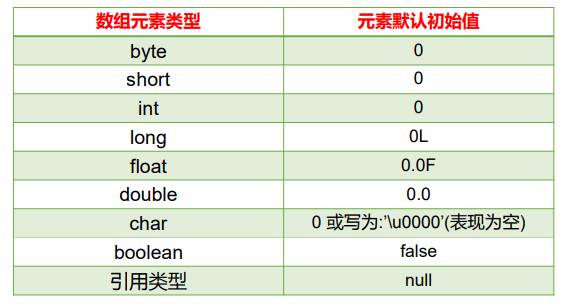 数组元素类型 元素默认初始值
byte 0
short 0
int 0
long 0L
float 0.0F
double 0.0
char 0 或写为:’\u0000’(表现为空)
boolean false
引用类型 null